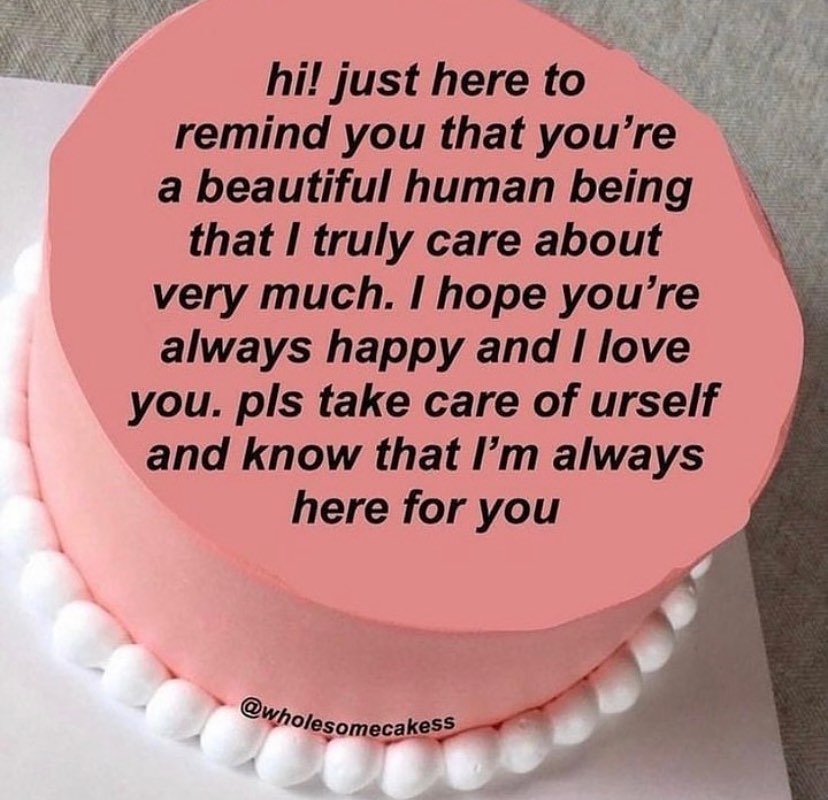 hi! just here to
remind you that you’re
a beautiful human being
that I truly care about
very much. I hope you’re
always happy and I love
you. pls take care of urself
and know that I’m always
here for you
@wholesomecakess